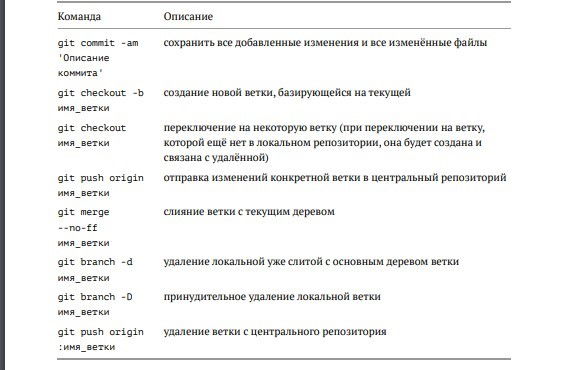 Команда Описание
git commit -am сохранить все добавленные изменения и все изменённые файлы
'Описание
коммита'
git checkout -b создание новой ветки, базирующейся на текущей
имя_ветки
git checkout переключение на некоторую ветку (при переключении на ветку,
имя_ветки которой ещё нет в локальном репозитории, она будет создана и
связана с удалённой)
git push origin отправка изменений конкретной ветки в центральный репозиторий
имя_ветки
git merge слияние ветки с текущим деревом
--no-ff
имя_ветки
git branch -d удаление локальной уже слитой с основным деревом ветки
имя_ветки
git branch -D принудительное удаление локальной ветки
имя_ветки
git push origin удаление ветки с центрального репозитория
:имя_ветки